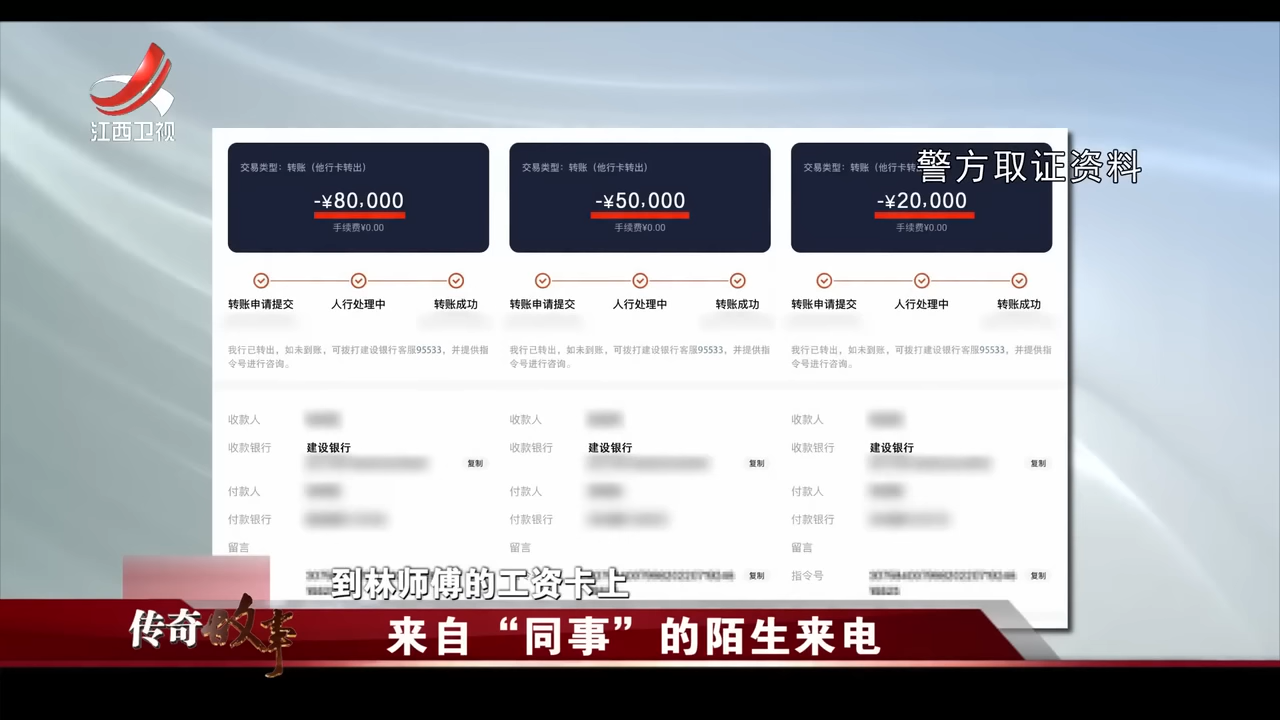 江西卫视
警方取证资料
交易类型：转账（他行卡转出）
-¥80,000
手续费¥0.00
转账申请提交 人行处理中 转账成功
我行已转出，如未到账，可拨打建设银行客服95533，并提供指
令号进行咨询。
收款人
收款银行 建设银行
复制
付款人
付款银行
留言
交易类型：转账（他行卡转出）
-¥50,000
手续费¥0.00
转账申请提交 人行处理中 转账成功
我行已转出，如未到账，可拨打建设银行客服95533，并提供指
令号进行咨询。
收款人
收款银行 建设银行
复制
付款人
付款银行
留言
复制
交易类型：转账（他行卡转
-¥20,000
手续费¥0.00
转账申请提交 人行处理中 转账成功
我行已转出，如未到账，可拨打建设银行客服95533，并提供指
令号进行咨询。
收款人
收款银行 建设银行
复制
付款人
付款银行
留言
指令号
复制
到林师傅的工资卡上
传奇故事
来自“同事”的陌生来电